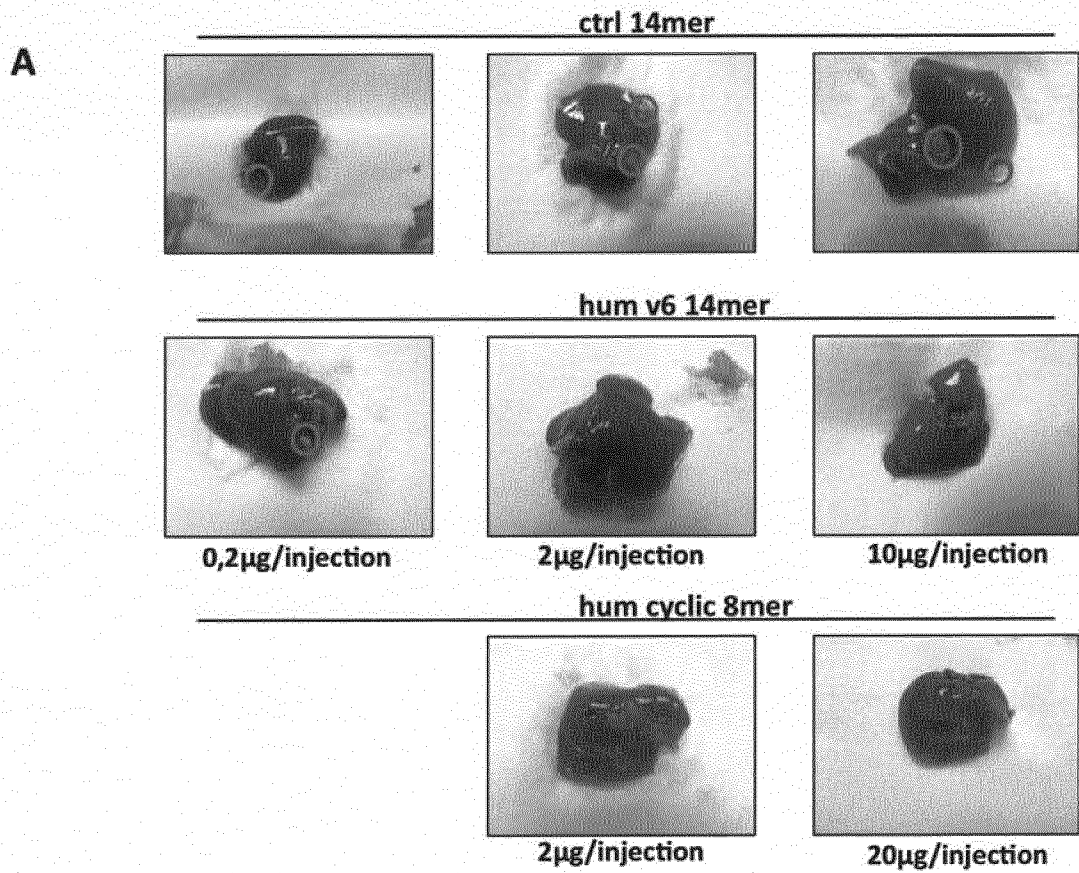 A
ctrl 14mer
hum v6 14mer
0,2µg/injection
2µg/injection
10µg/injection
hum cyclic 8mer
2µg/injection
20µg/injection